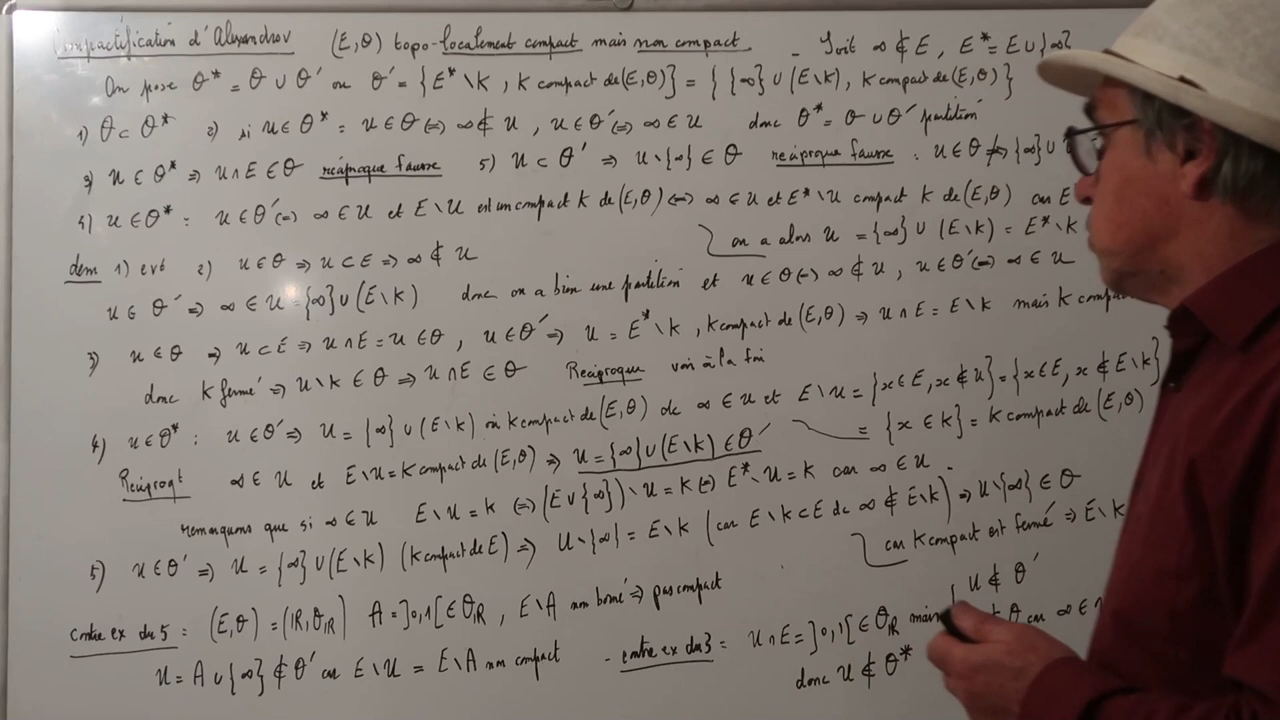 Compactification d'Alexandrov (E,θ) topo-localement compact mais non compact. - Soit ∞ ∉ E, E* = E∪{∞}
On pose θ* = θ ∪ θ' où θ' = {E*\K, K compact de (E,θ)} = { {∞} ∪ (E\K), K compact de (E,θ) }
1) θ ⊂ θ* 2) si U ∈ θ* : U ∈ θ ⇔ ∞ ∉ U, U ∈ θ' ⇔ ∞ ∈ U donc θ* = θ ∪ θ' partition
3) U ∈ θ* ⇒ U∩E ∈ θ réciproque fausse 5) U ⊂ θ' ⇒ U\{∞} ∈ θ réciproque fausse : U ∈ θ ⇏ {∞} ∪
4) U ∈ θ* : U ∈ θ' ⇔ ∞ ∈ U et E\U est un compact K de (E,θ) ⇔ ∞ ∈ U et E*\U compact K de (E,θ) car E
on a alors U = {∞} ∪ (E\K) = E*\K
dem 1) evt 2) U ∈ θ ⇒ U ⊂ E ⇒ ∞ ∉ U
U ∈ θ' ⇒ ∞ ∈ U = {∞} ∪ (E\K) donc on a bien une partition et U ∈ θ ⇔ ∞ ∉ U, U ∈ θ' ⇔ ∞ ∈ U
3) U ∈ θ ⇒ U ⊂ E ⇒ U∩E = U ∈ θ, U ∈ θ' ⇒ U = E*\K, K compact de (E,θ) ⇒ U∩E = E\K mais K compac
donc K fermé ⇒ U\K ∈ θ ⇒ U∩E ∈ θ Réciproque voir à la fin
4) U ∈ θ* : U ∈ θ' ⇒ U = {∞} ∪ (E\K) où K compact de (E,θ) dc ∞ ∈ U et E\U = {x∈E, x∉U} = {x∈E, x∉E\K}
= {x ∈ K} = K compact de (E,θ)
Réciproqt ∞ ∈ U et E\U = K compact de (E,θ) ⇒ U = {∞} ∪ (E\K) ∈ θ'
remarquons que si ∞ ∈ U E\U = K ⇔ (E∪{∞})\U = K ⇔ E*\U = K car ∞ ∈ U.
5) U ∈ θ' ⇒ U = {∞} ∪ (E\K) (K compact de E) ⇒ U\{∞} = E\K (car E\K ⊂ E dc ∞ ∉ E\K) ⇒ U\{∞} ∈ θ
car K compact est fermé ⇒ E\K
contre ex du 5 : (E,θ) = (ℝ,θℝ) A = ]0,1[ ∈ θℝ, E\A non borné ⇒ pas compact
U = A∪{∞} ∉ θ' car E\U = E\A non compact
- contre ex du 3 : U∩E = ]0,1[ ∈ θℝ mais U ∉ θ'
θ car ∞ ∈
donc U ∉ θ*